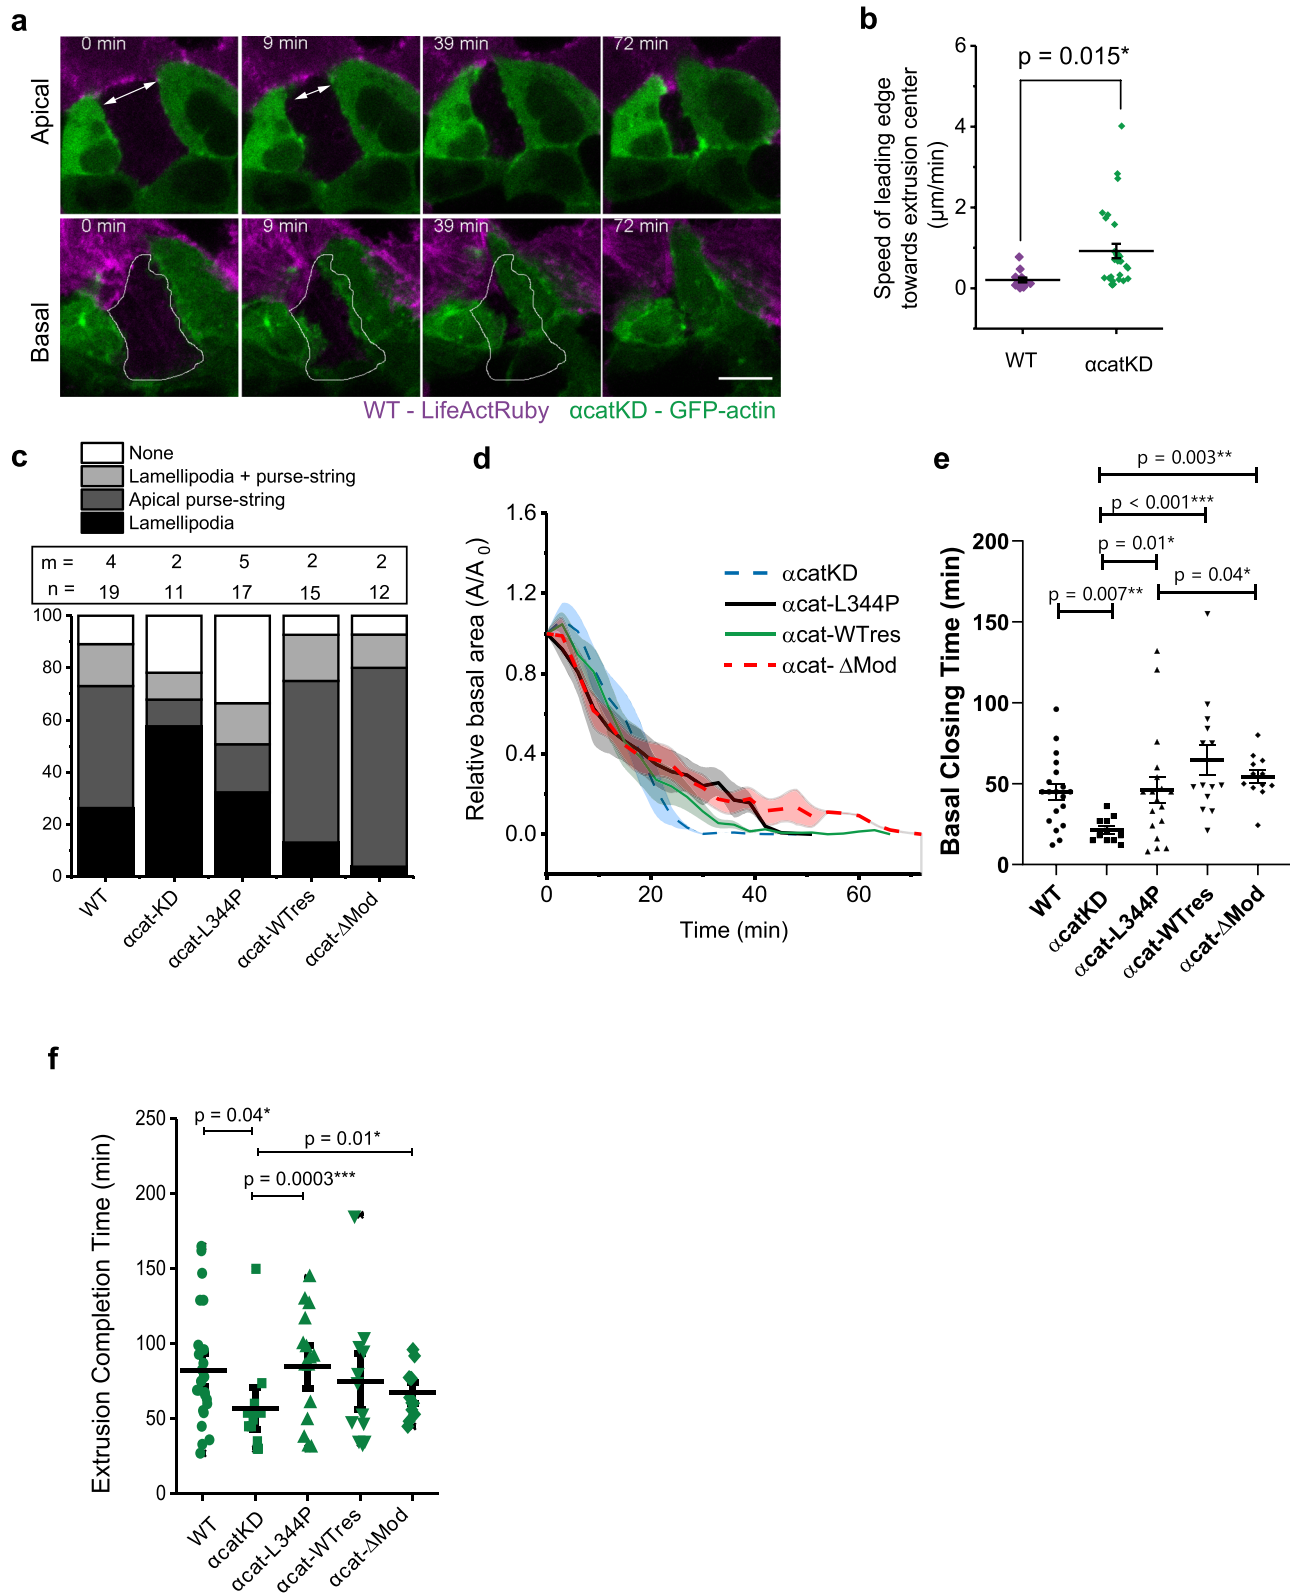 a
0 min
9 min
39 min
72 min
Apical
0 min
9 min
39 min
72 min
Basal
WT - LifeActRuby αcatKD - GFP-actin
b
p = 0.015*
Speed of leading edge
towards extrusion center
(μm/min)
6
4
2
0
WT
αcatKD
c
None
Lamellipodia + purse-string
Apical purse-string
Lamellipodia
m = 4 2 5 2 2
n = 19 11 17 15 12
100
80
60
40
20
0
WT
αcat-KD
αcat-L344P
αcat-WTres
αcat-ΔMod
d
Relative basal area (A/A0)
1.6
1.2
0.8
0.4
0.0
αcatKD
αcat-L344P
αcat-WTres
αcat- ΔMod
0
20
40
60
Time (min)
e
p = 0.003**
p < 0.001***
p = 0.01*
p = 0.04*
p = 0.007**
Basal Closing Time (min)
200
150
100
50
0
WT
αcatKD
αcat-L344P
αcat-WTres
αcat-ΔMod
f
p = 0.04*
p = 0.01*
p = 0.0003***
Extrusion Completion Time (min)
250
200
150
100
50
0
WT
αcatKD
αcat-L344P
αcat-WTres
αcat-ΔMod